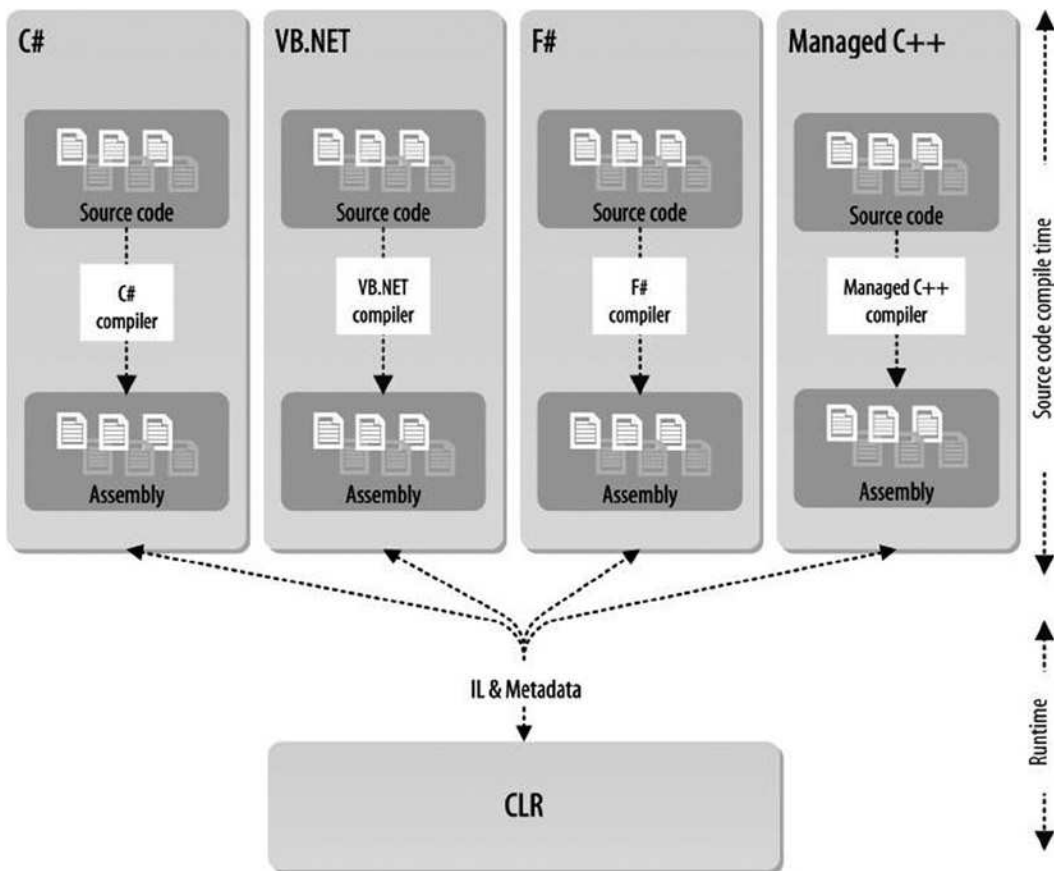 C#
VB.NET
F#
Managed C++
Source code
Source code
Source code
Source code
C#
compiler
VB.NET
compiler
F#
compiler
Managed C++
compiler
Assembly
Assembly
Assembly
Assembly
Source code compile time
IL & Metadata
Runtime
CLR